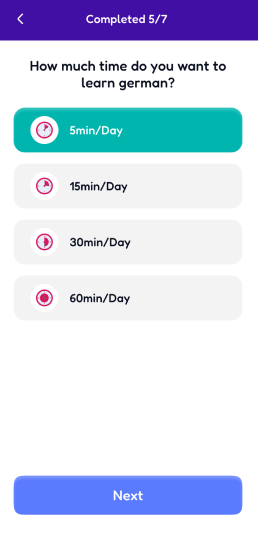 Completed 5/7
How much time do you want to
learn german?
5min/Day
15min/Day
30min/Day
60min/Day
Next